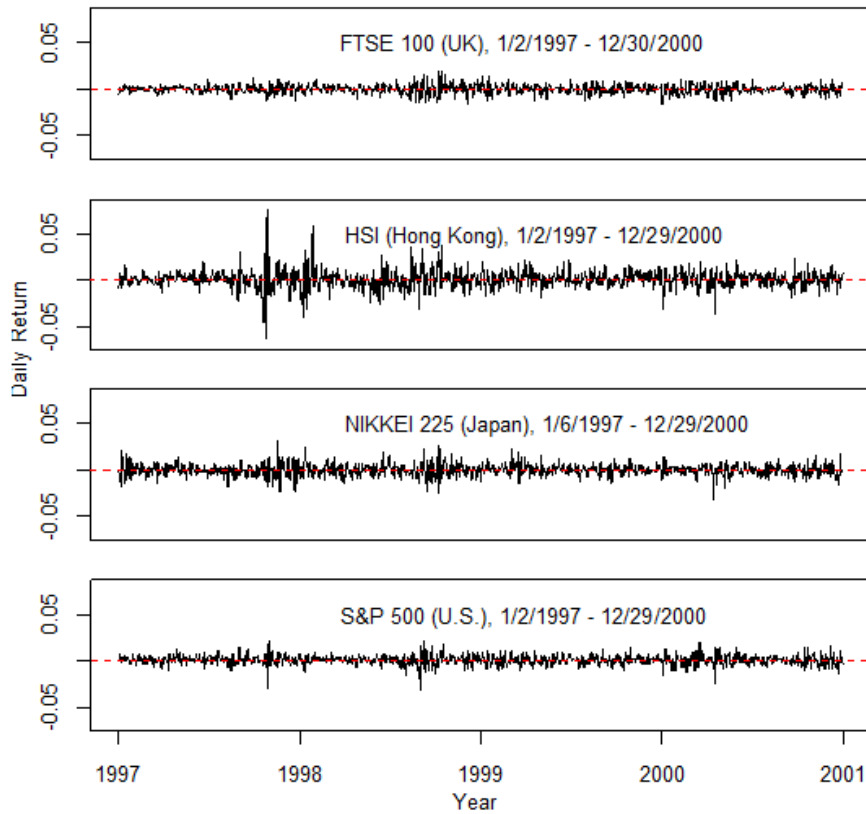 0.05
-0.05
FTSE 100 (UK), 1/2/1997 - 12/30/2000
0.05
-0.05
HSI (Hong Kong), 1/2/1997 - 12/29/2000
Daily Return
0.05
-0.05
NIKKEI 225 (Japan), 1/6/1997 - 12/29/2000
0.05
-0.05
S&P 500 (U.S.), 1/2/1997 - 12/29/2000
1997 1998 1999 2000 2001
Year